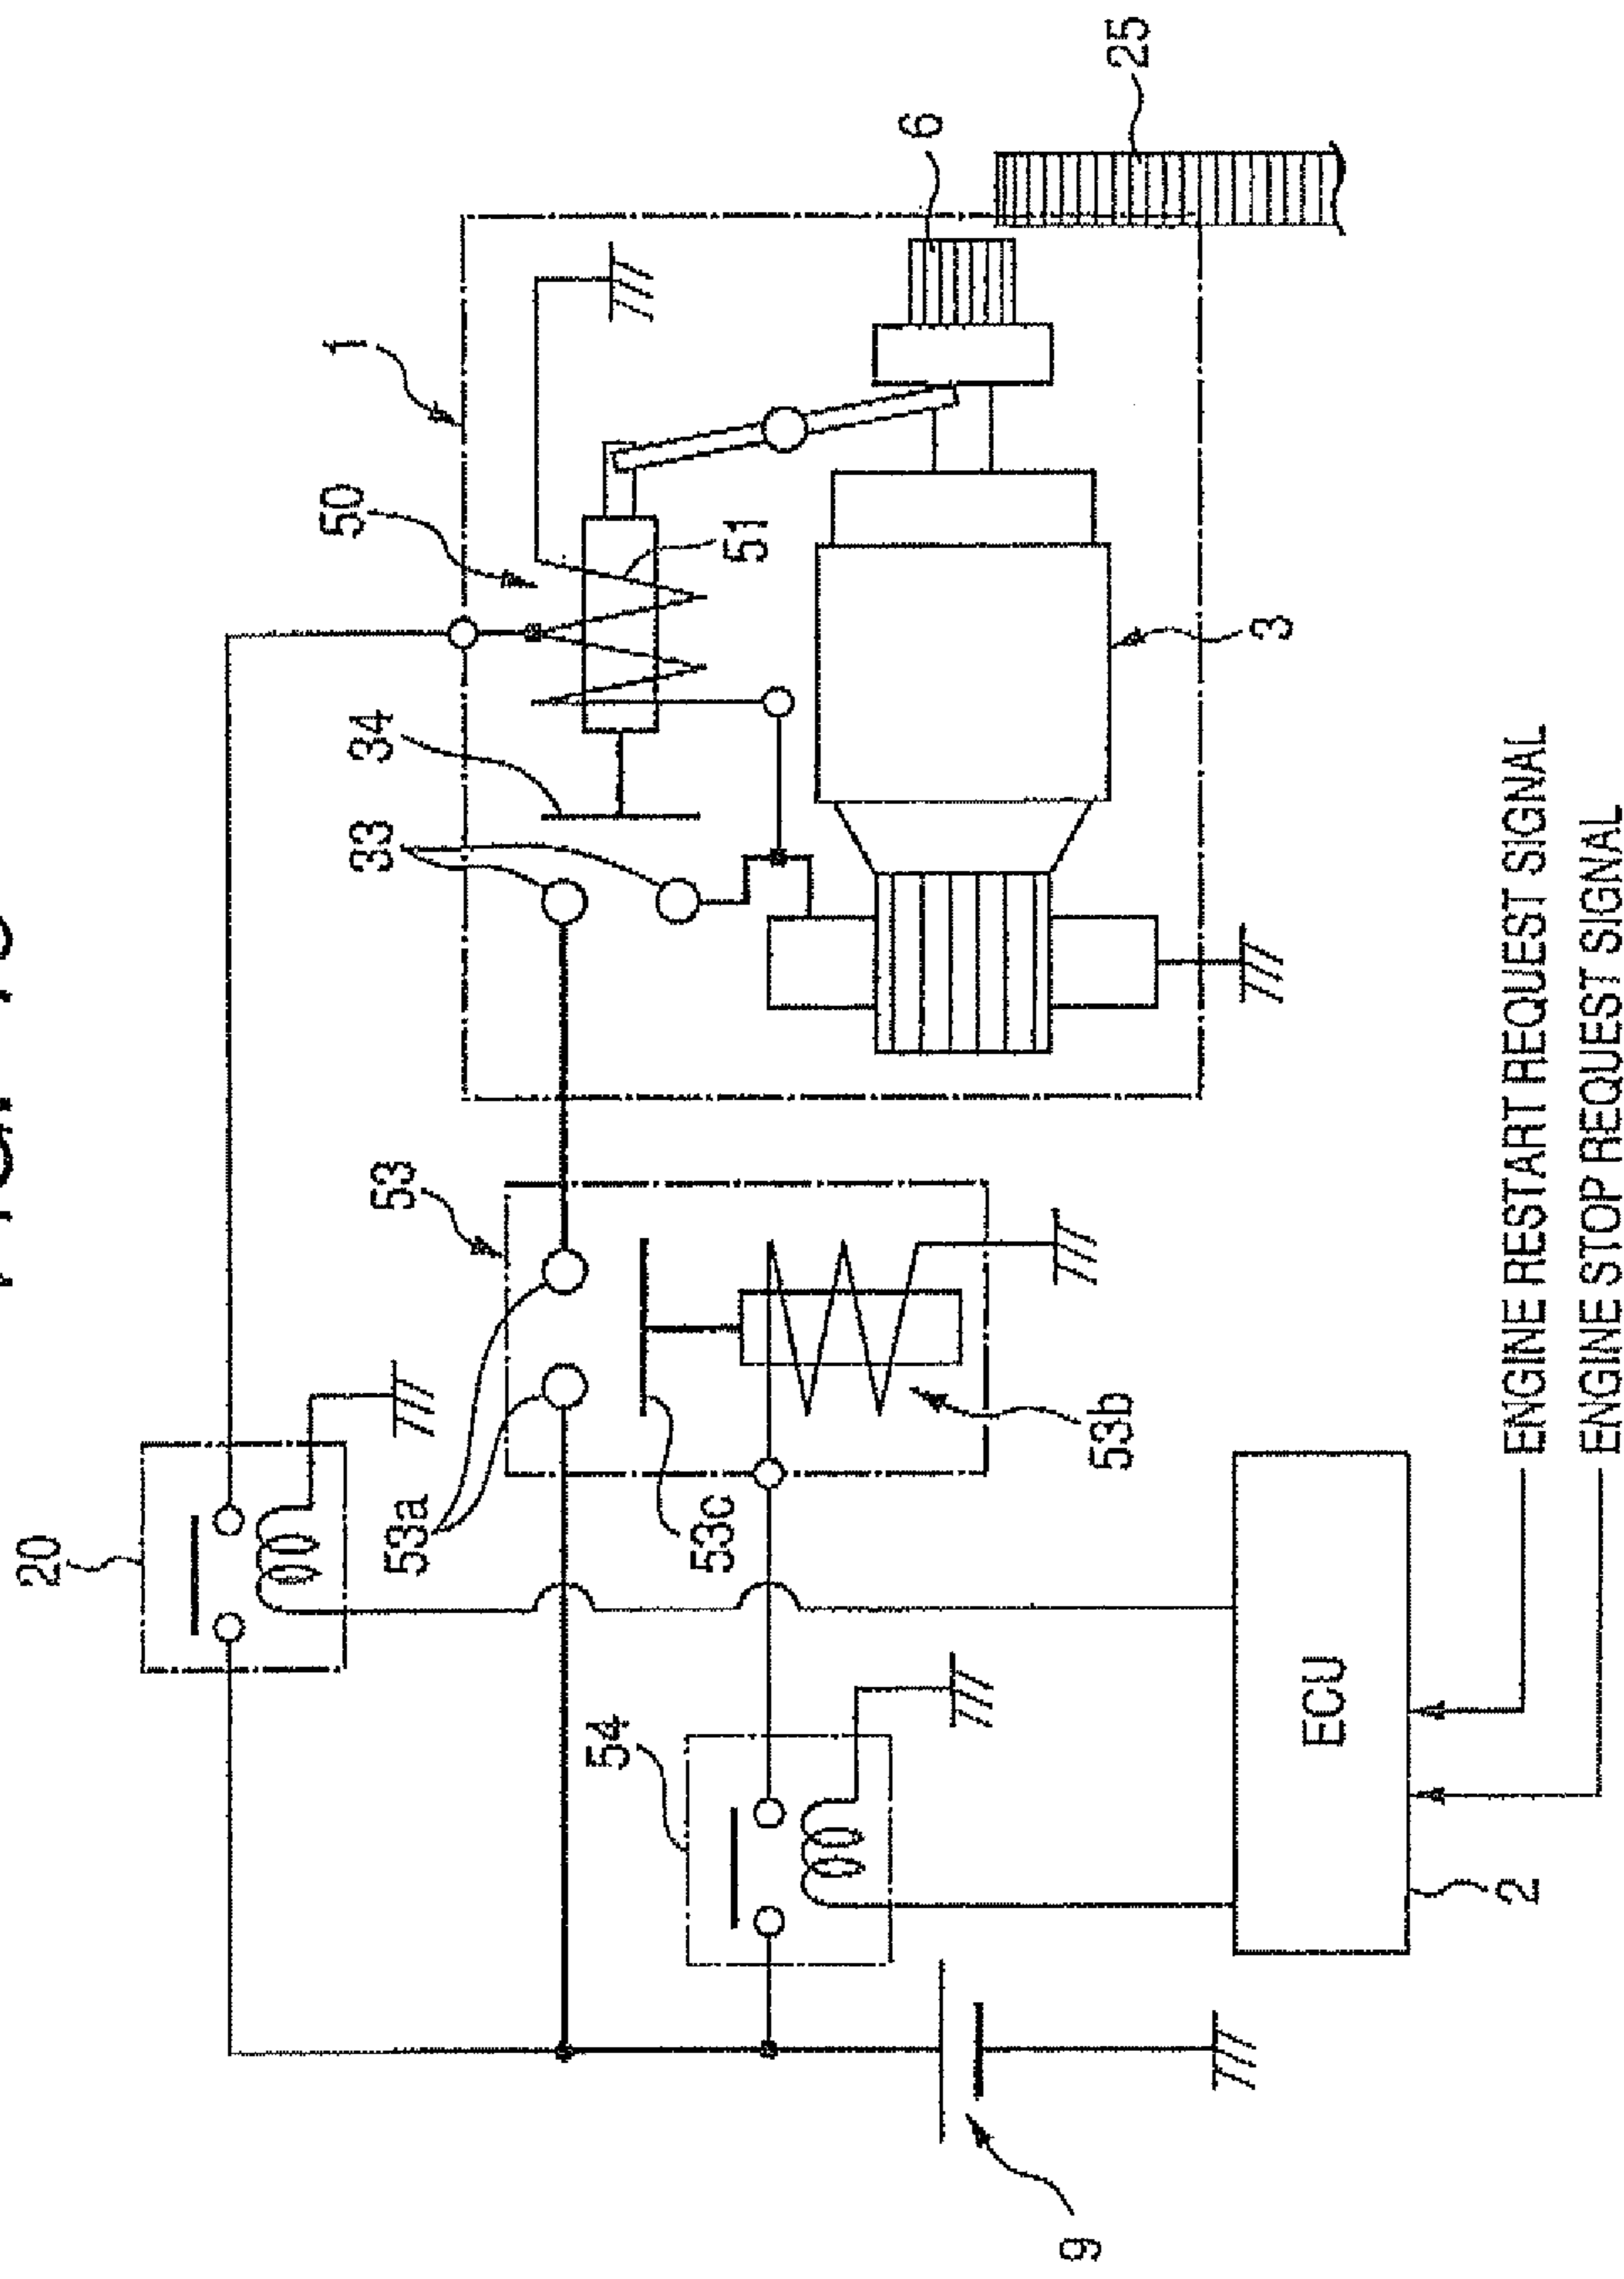 20
53
33
34
50
1
53a
54
53c
51
6
9
53b
25
3
ECU
2
ENGINE RESTART REQUEST SIGNAL
ENGINE STOP REQUEST SIGNAL